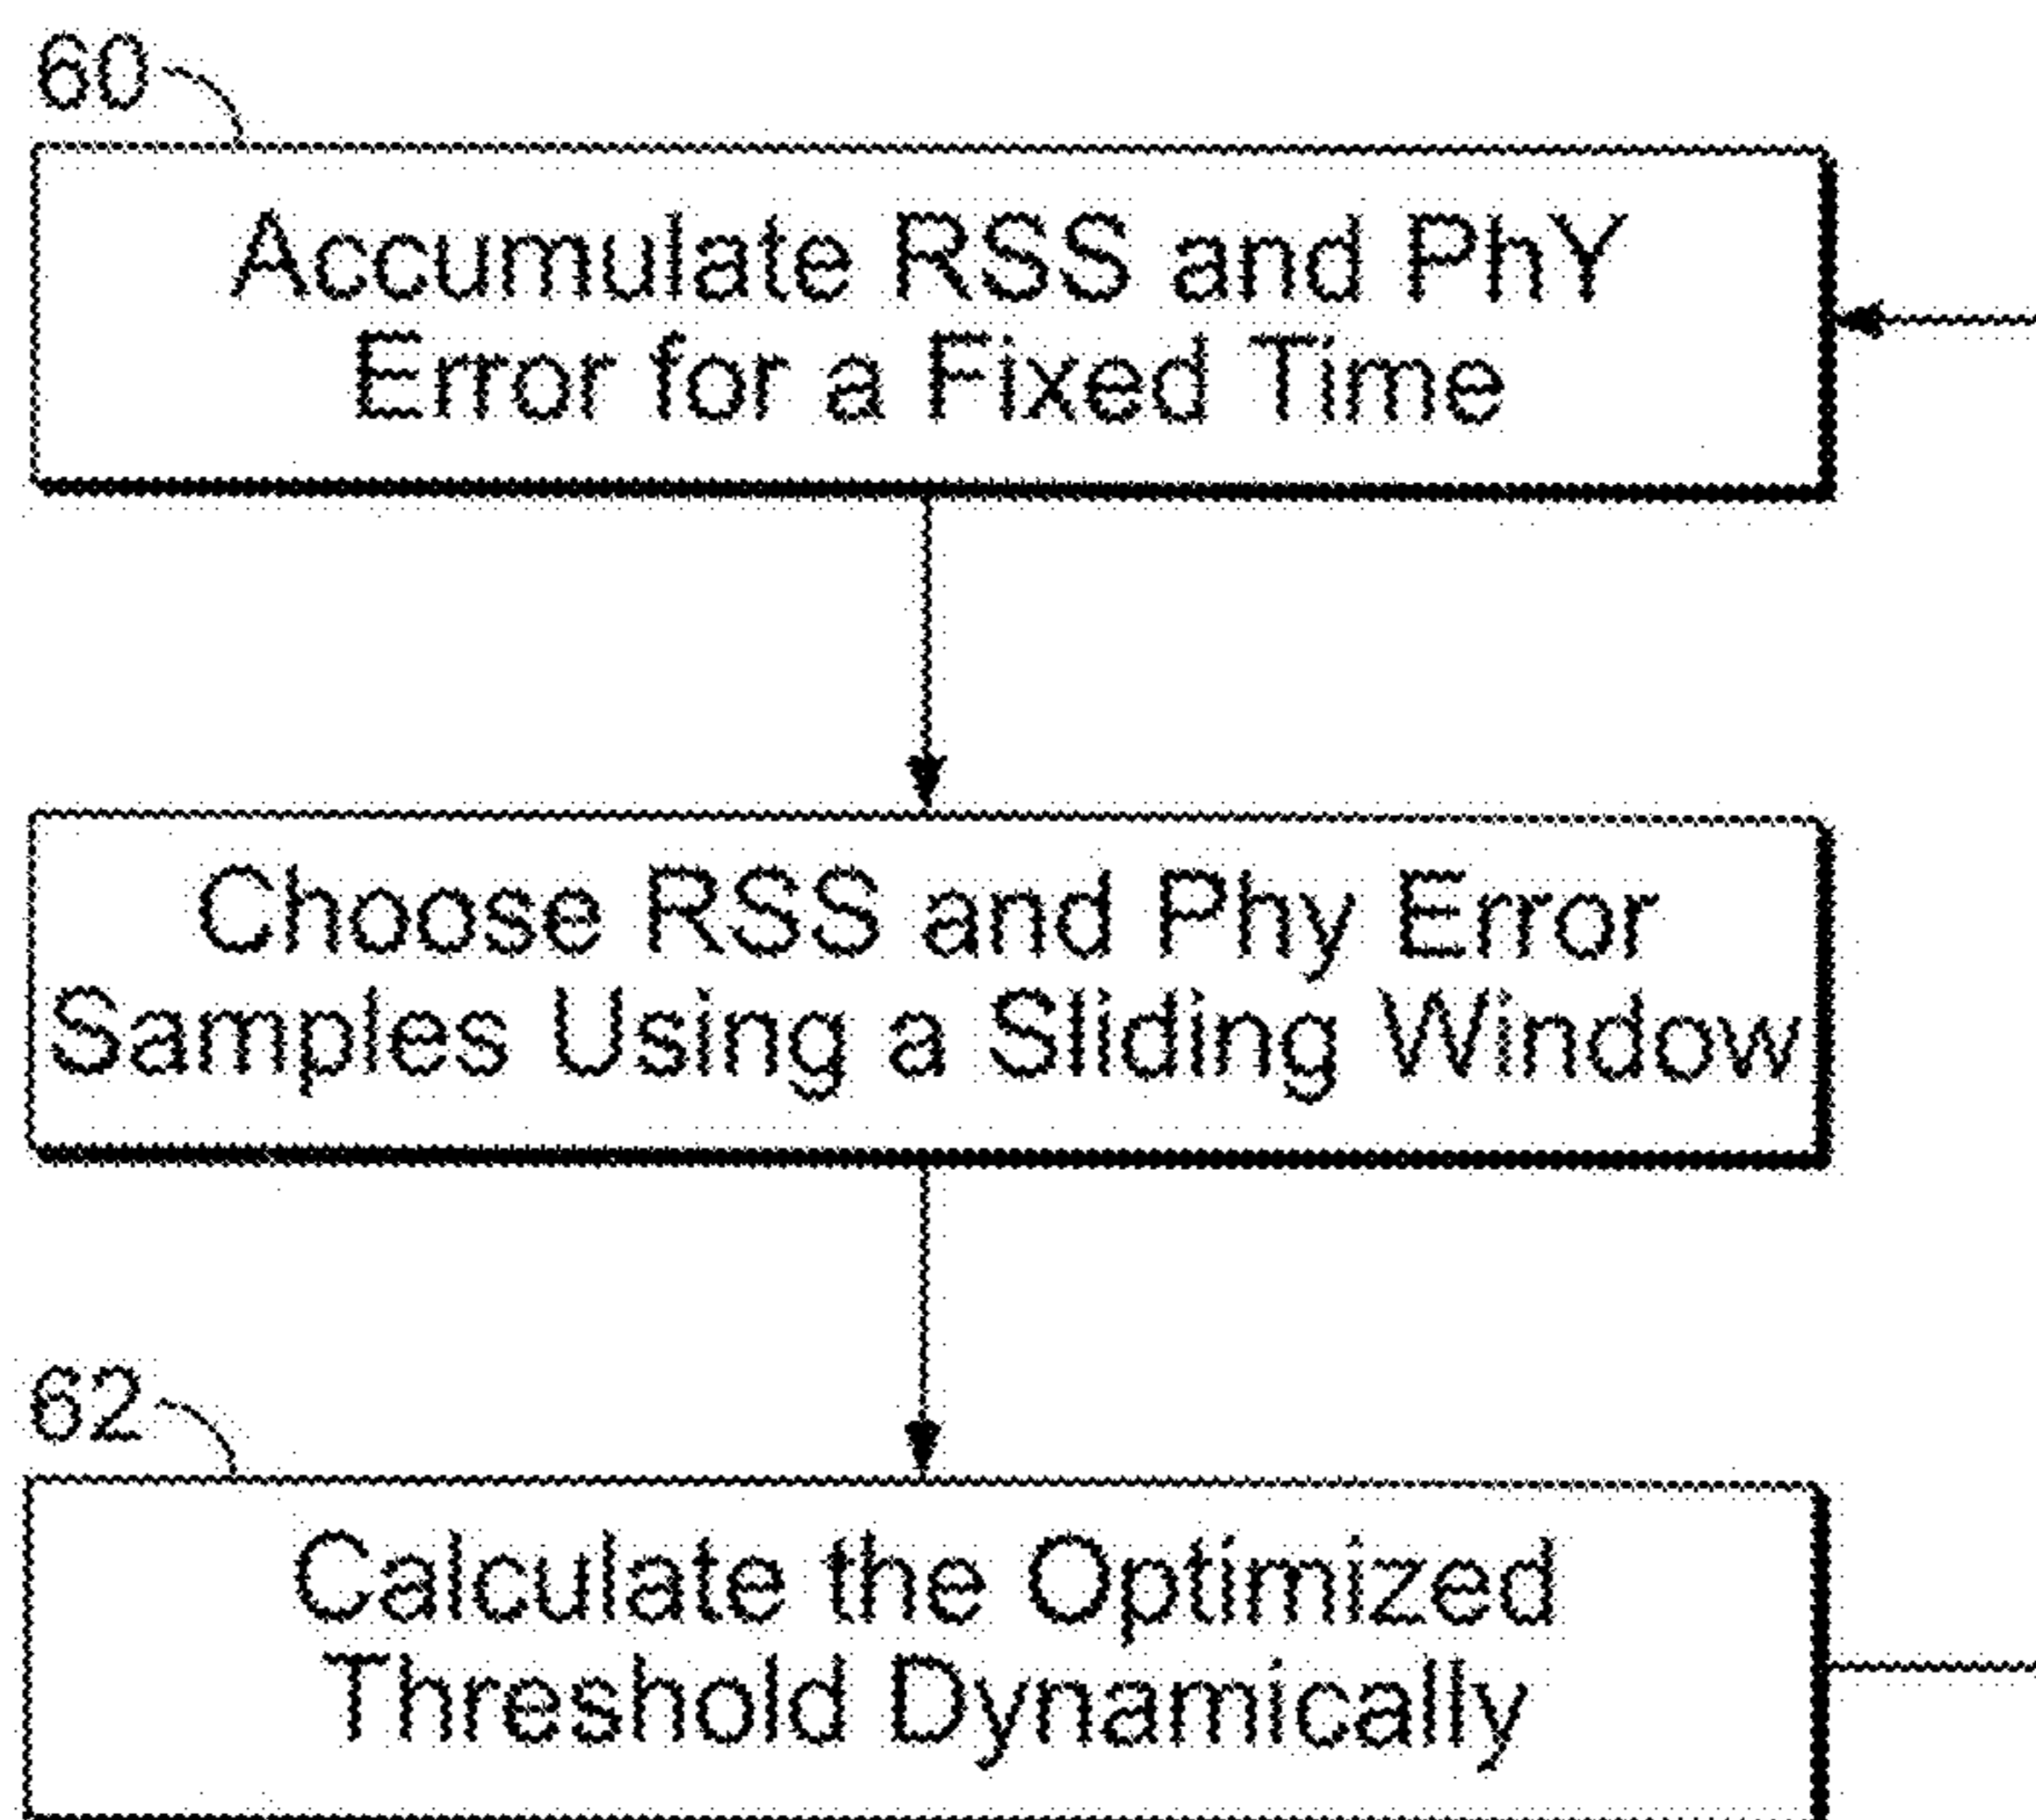 60
Accumulate RSS and PhY
Error for a Fixed Time
Choose RSS and Phy Error
Samples Using a Sliding Window
62
Calculate the Optimized
Threshold Dynamically